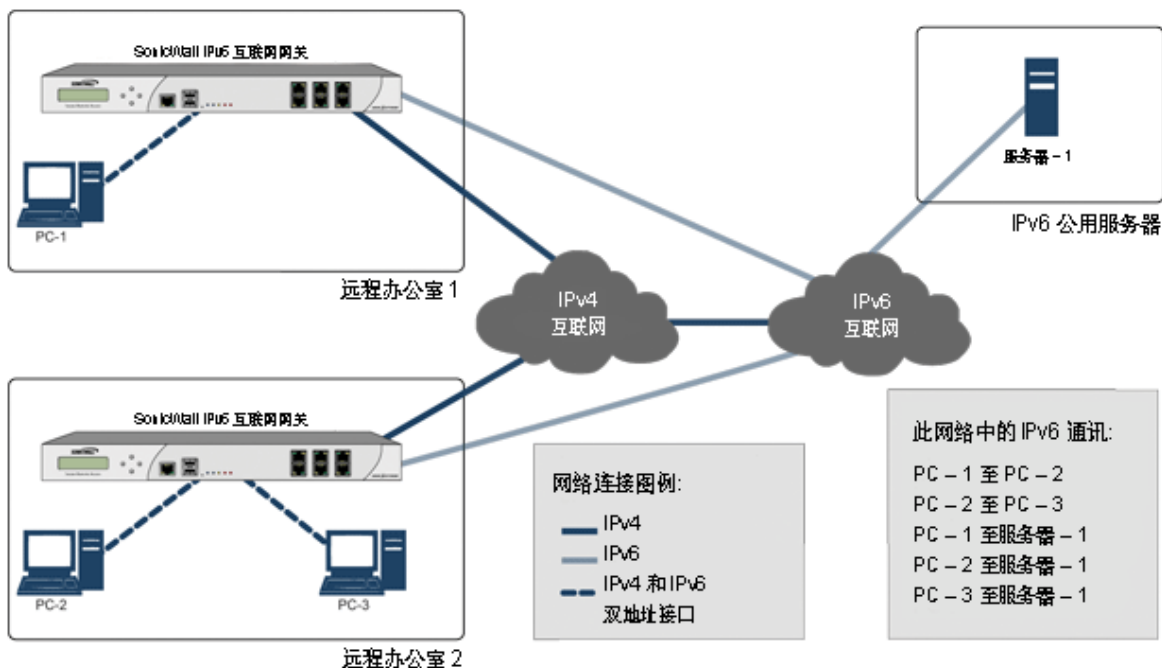 SonicWall IPv6 互联网网关
PC-1
远程办公室 1
服务器 – 1
IPv6 公用服务器
IPv4
互联网
IPv6
互联网
SonicWall IPv6 互联网网关
PC-2
PC-3
远程办公室 2
网络连接图例:
IPv4
IPv6
IPv4 和 IPv6
双地址接口
此网络中的 IPv6 通讯:
PC – 1 至 PC – 2
PC – 2 至 PC – 3
PC – 1 至服务器 – 1
PC – 2 至服务器 – 1
PC – 3 至服务器 – 1